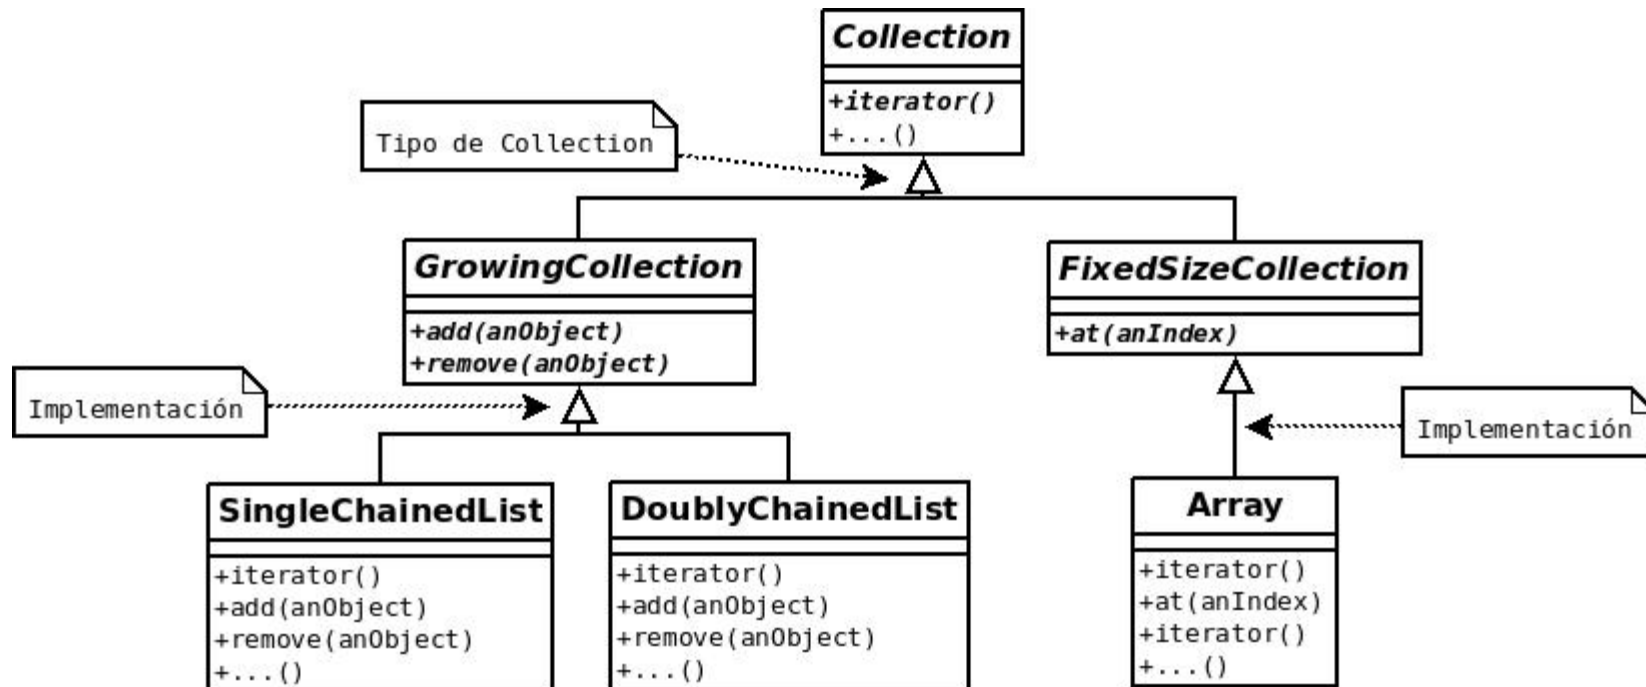 Collection
+iterator()
+...()
Tipo de Collection
GrowingCollection
+add(anObject)
+remove(anObject)
FixedSizeCollection
+at(anIndex)
Implementación
Implementación
SingleChainedList
+iterator()
+add(anObject)
+remove(anObject)
+...()
DoublyChainedList
+iterator()
+add(anObject)
+remove(anObject)
+...()
Array
+iterator()
+at(anIndex)
+iterator()
+...()